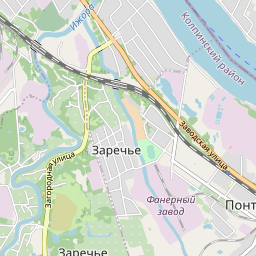 Ижора
Колпинский район
Заводская улица
Загородная улица
Заречье
Фанерный
завод
Понт
Заречье